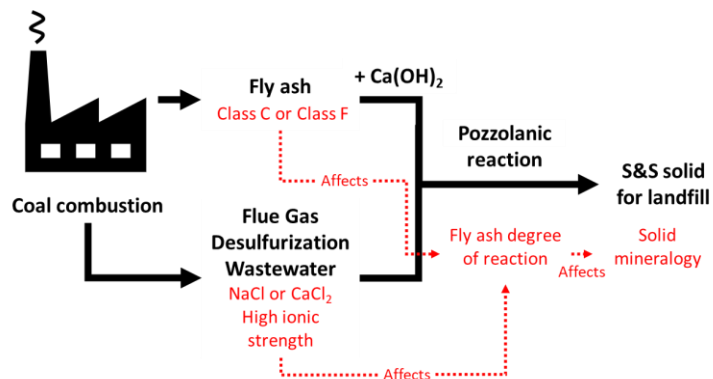 Fly ash
Class C or Class F
+ Ca(OH)₂
Coal combustion
Affects
Pozzolanic
reaction
S&S solid
for landfill
Flue Gas
Desulfurization
Wastewater
NaCl or CaCl₂
High ionic
strength
Fly ash degree
of reaction
Affects
Solid
mineralogy
Affects